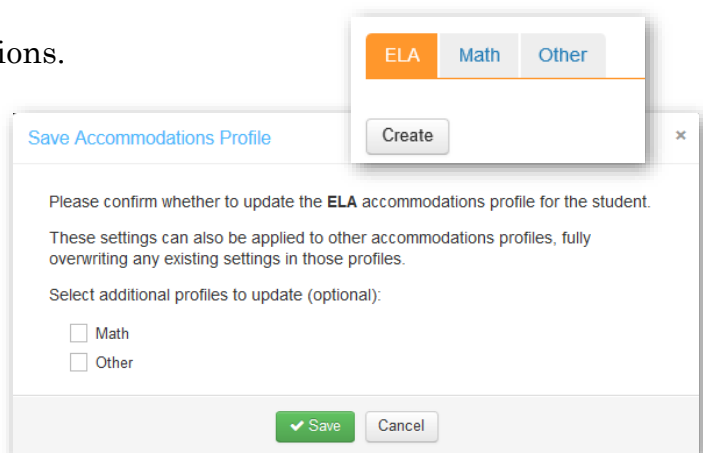 ions.
ELA Math Other
Create
Save Accommodations Profile ×
Please confirm whether to update the ELA accommodations profile for the student.
These settings can also be applied to other accommodations profiles, fully
overwriting any existing settings in those profiles.
Select additional profiles to update (optional):
Math
Other
Save Cancel